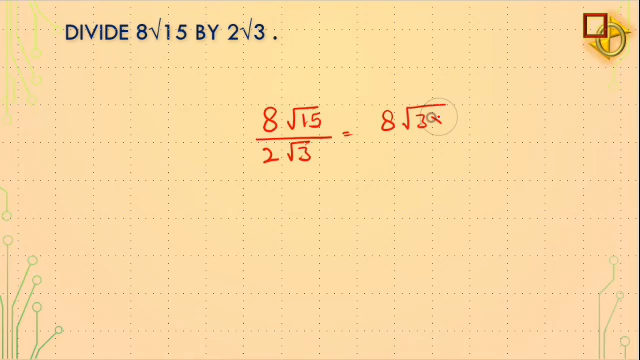 DIVIDE 8√15 BY 2√3 .
8√15 / 2√3 = 8√3×